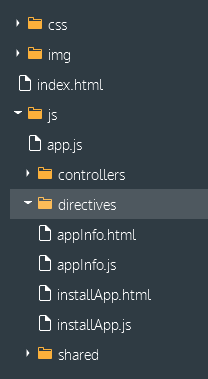 css
img
index.html
js
app.js
controllers
directives
appInfo.html
appInfo.js
installApp.html
installApp.js
shared